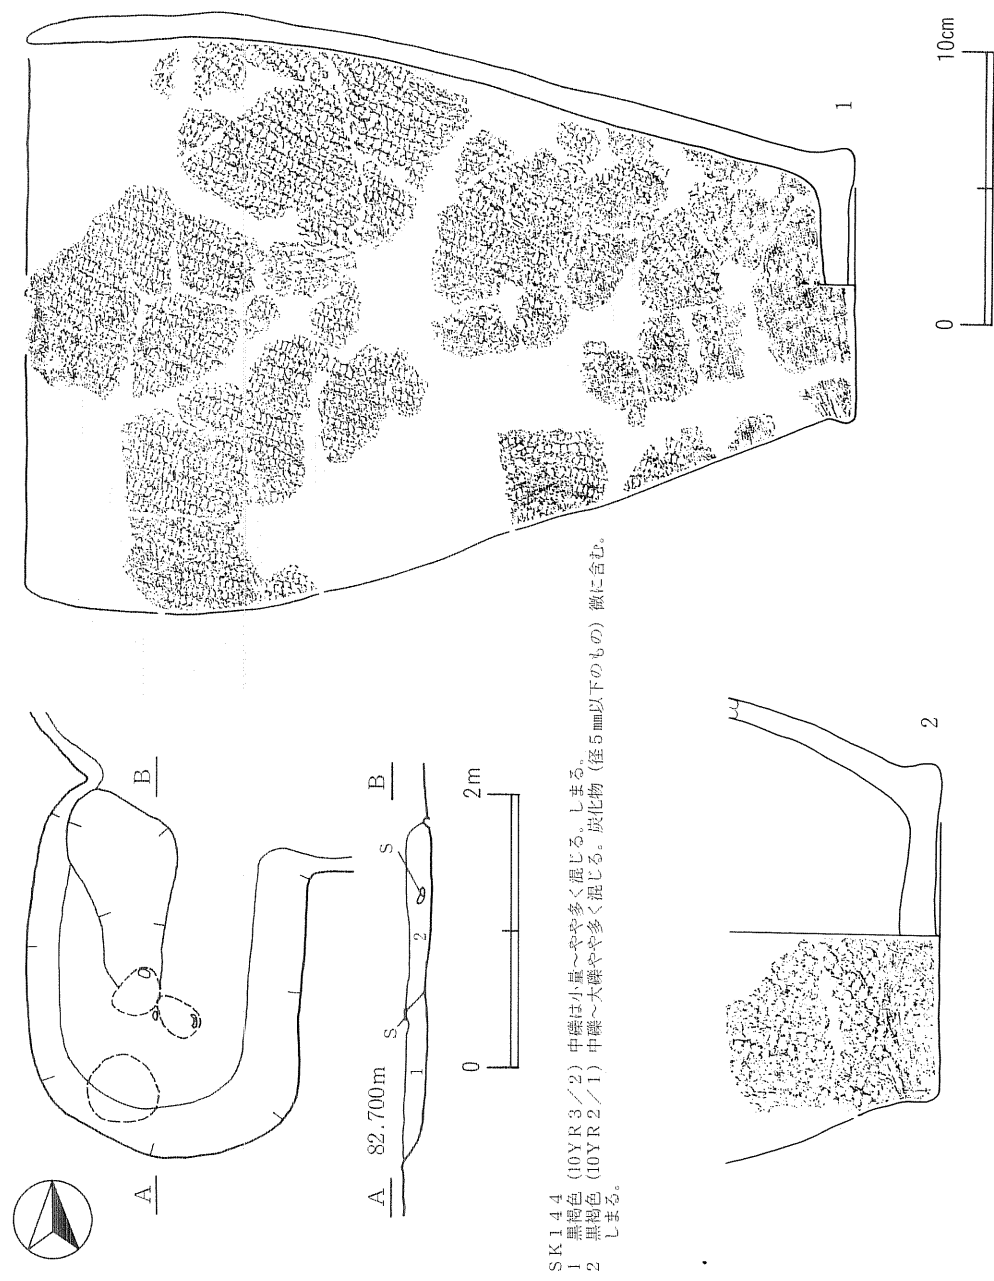 A
B
A
82.700m
B
S
S
1
2
0
2m
SK144
1 黒褐色(10YR3/2)中礫は小量~やや多く混じる。しまる。
2 黒褐色(10YR2/1)中礫~大礫やや多く混じる。炭化物(径5㎜以下のもの)微に含む。
しまる。
1
2
0
10cm